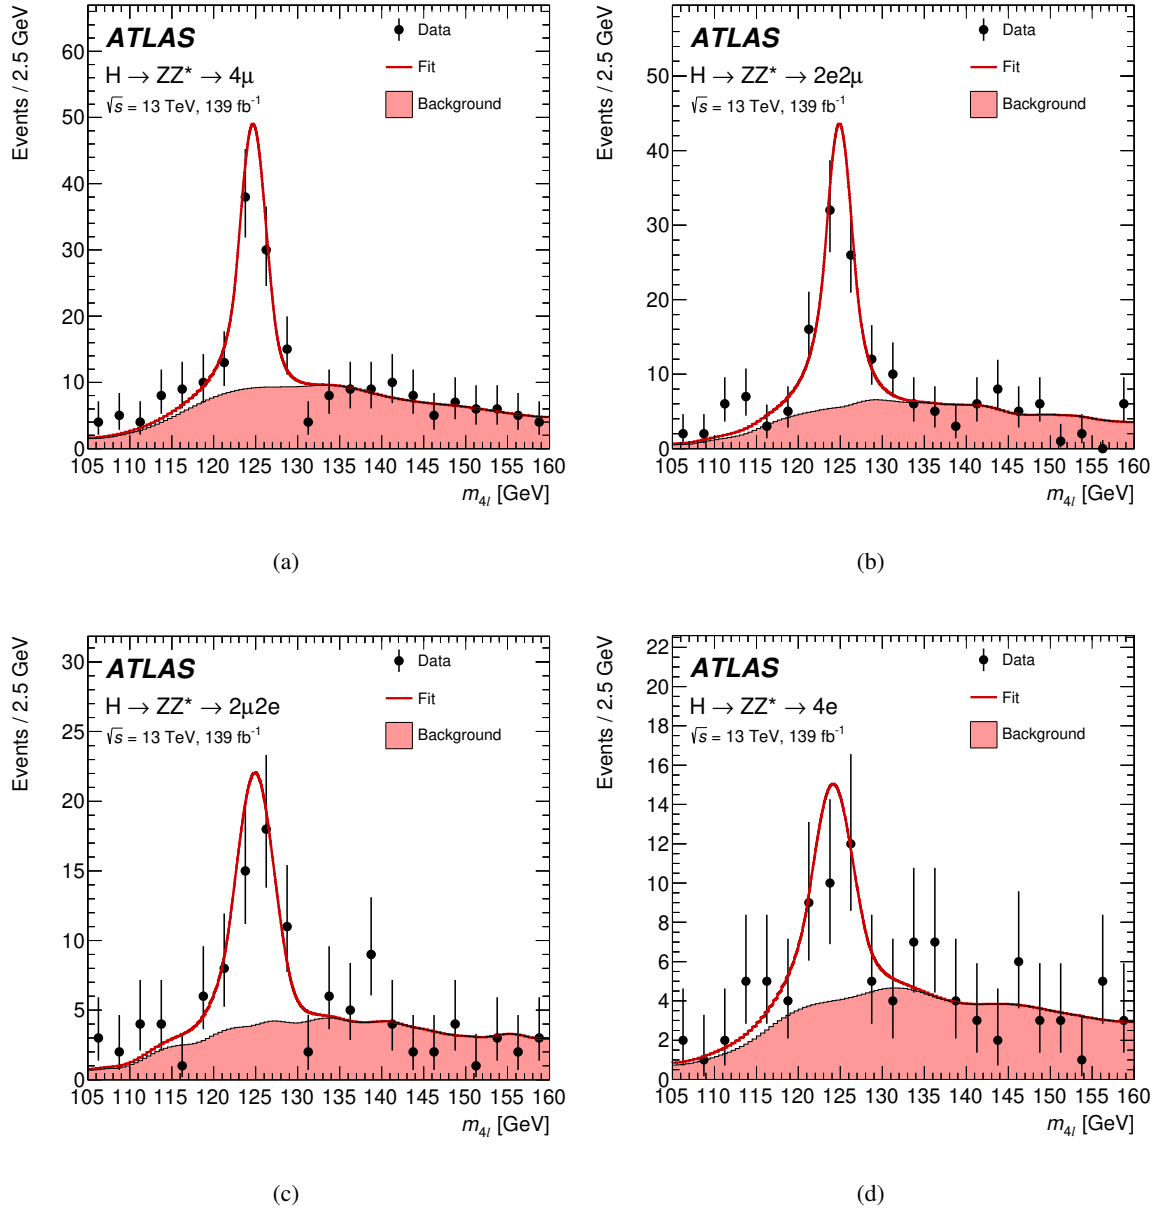 ATLAS
H → ZZ* → 4μ
√s = 13 TeV, 139 fb⁻¹
Data
Fit
Background
Events / 2.5 GeV
60
50
40
30
20
10
0
105 110 115 120 125 130 135 140 145 150 155 160
m4l [GeV]
(a)
ATLAS
H → ZZ* → 2e2μ
√s = 13 TeV, 139 fb⁻¹
Data
Fit
Background
Events / 2.5 GeV
50
40
30
20
10
0
105 110 115 120 125 130 135 140 145 150 155 160
m4l [GeV]
(b)
ATLAS
H → ZZ* → 2μ2e
√s = 13 TeV, 139 fb⁻¹
Data
Fit
Background
Events / 2.5 GeV
30
25
20
15
10
5
0
105 110 115 120 125 130 135 140 145 150 155 160
m4l [GeV]
(c)
ATLAS
H → ZZ* → 4e
√s = 13 TeV, 139 fb⁻¹
Data
Fit
Background
Events / 2.5 GeV
22
20
18
16
14
12
10
8
6
4
2
0
105 110 115 120 125 130 135 140 145 150 155 160
m4l [GeV]
(d)